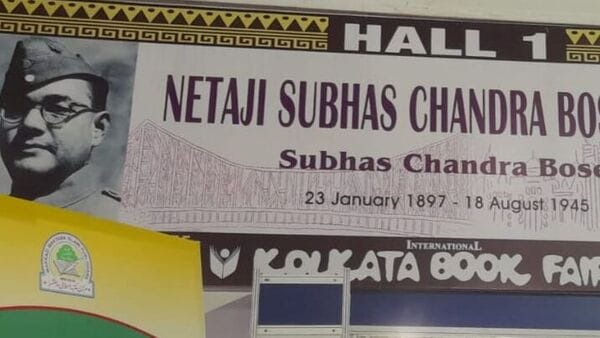 HALL 1
NETAJI SUBHAS CHANDRA BOS
Subhas Chandra Bose
23 January 1897 - 18 August 1945
INTERNATIONAL
KOLKATA BOOK FAIR